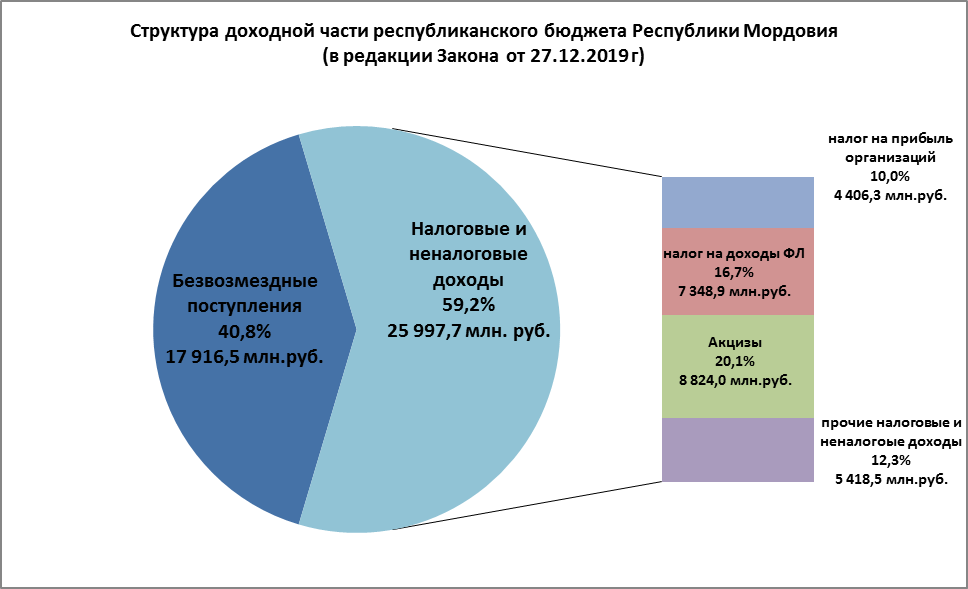 Структура доходной части республиканского бюджета Республики Мордовия
(в редакции Закона от 27.12.2019 г)
Безвозмездные
поступления
40,8%
17 916,5 млн.руб.
Налоговые и
неналоговые
доходы
59,2%
25 997,7 млн. руб.
налог на прибыль
организаций
10,0%
4 406,3 млн.руб.
налог на доходы ФЛ
16,7%
7 348,9 млн.руб.
Акцизы
20,1%
8 824,0 млн.руб.
прочие налоговые и
неналогоые доходы
12,3%
5 418,5 млн.руб.